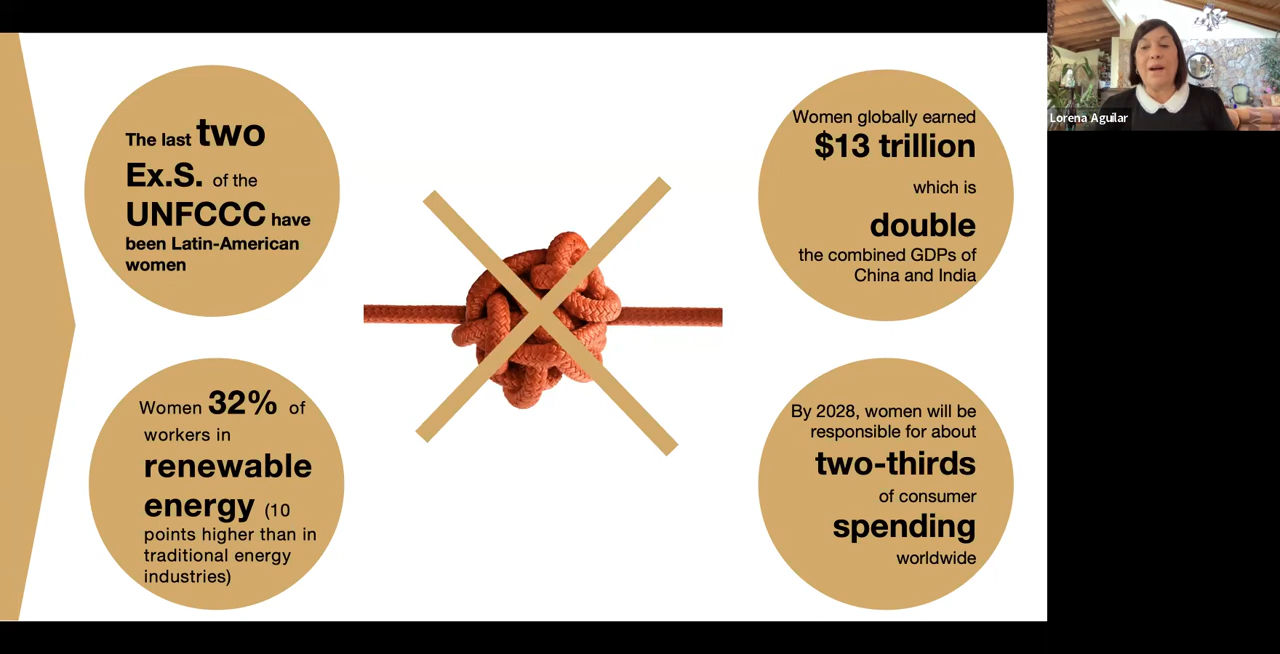 The last two
Ex.S. of the
UNFCCC have
been Latin-American
women
Women 32% of
workers in
renewable
energy (10
points higher than in
traditional energy
industries)
Women globally earned
$13 trillion
which is
double
the combined GDPs of
China and India
By 2028, women will be
responsible for about
two-thirds
of consumer
spending
worldwide
Lorena Aguilar